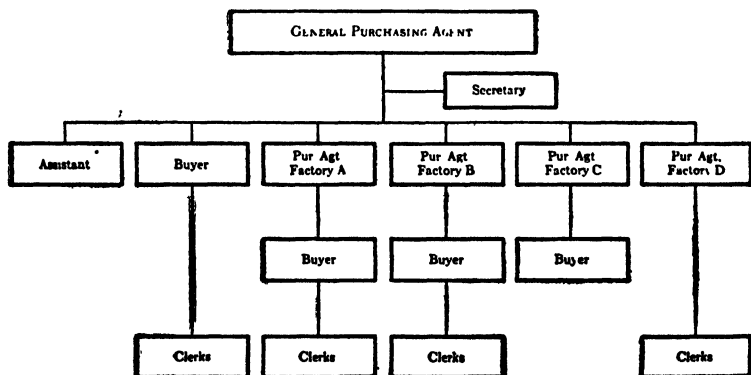 GENERAL PURCHASING AGENT
Secretary
Assistant
Buyer
Pur Agt
Factory A
Pur Agt
Factory B
Pur Agt
Factory C
Pur Agt.
Factory D
Buyer
Buyer
Buyer
Clerks
Clerks
Clerks
Clerks